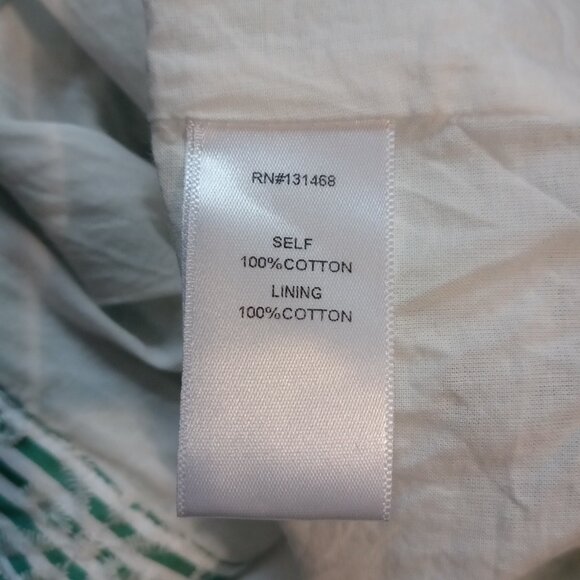 RN#131468
SELF
100%COTTON
LINING
100%COTTON